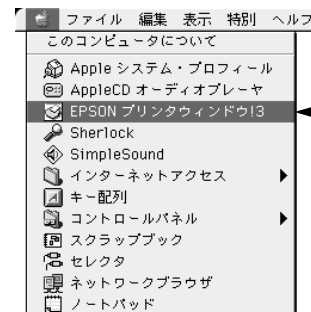 ファイル 編集 表示 特別 ヘルプ
このコンピュータについて
Apple システム・プロフィール
AppleCD オーディオプレーヤ
EPSON プリンタウィンドウ!3
Sherlock
SimpleSound
インターネットアクセス
キー配列
コントロールパネル
スクラップブック
セレクタ
ネットワークブラウザ
ノートパッド